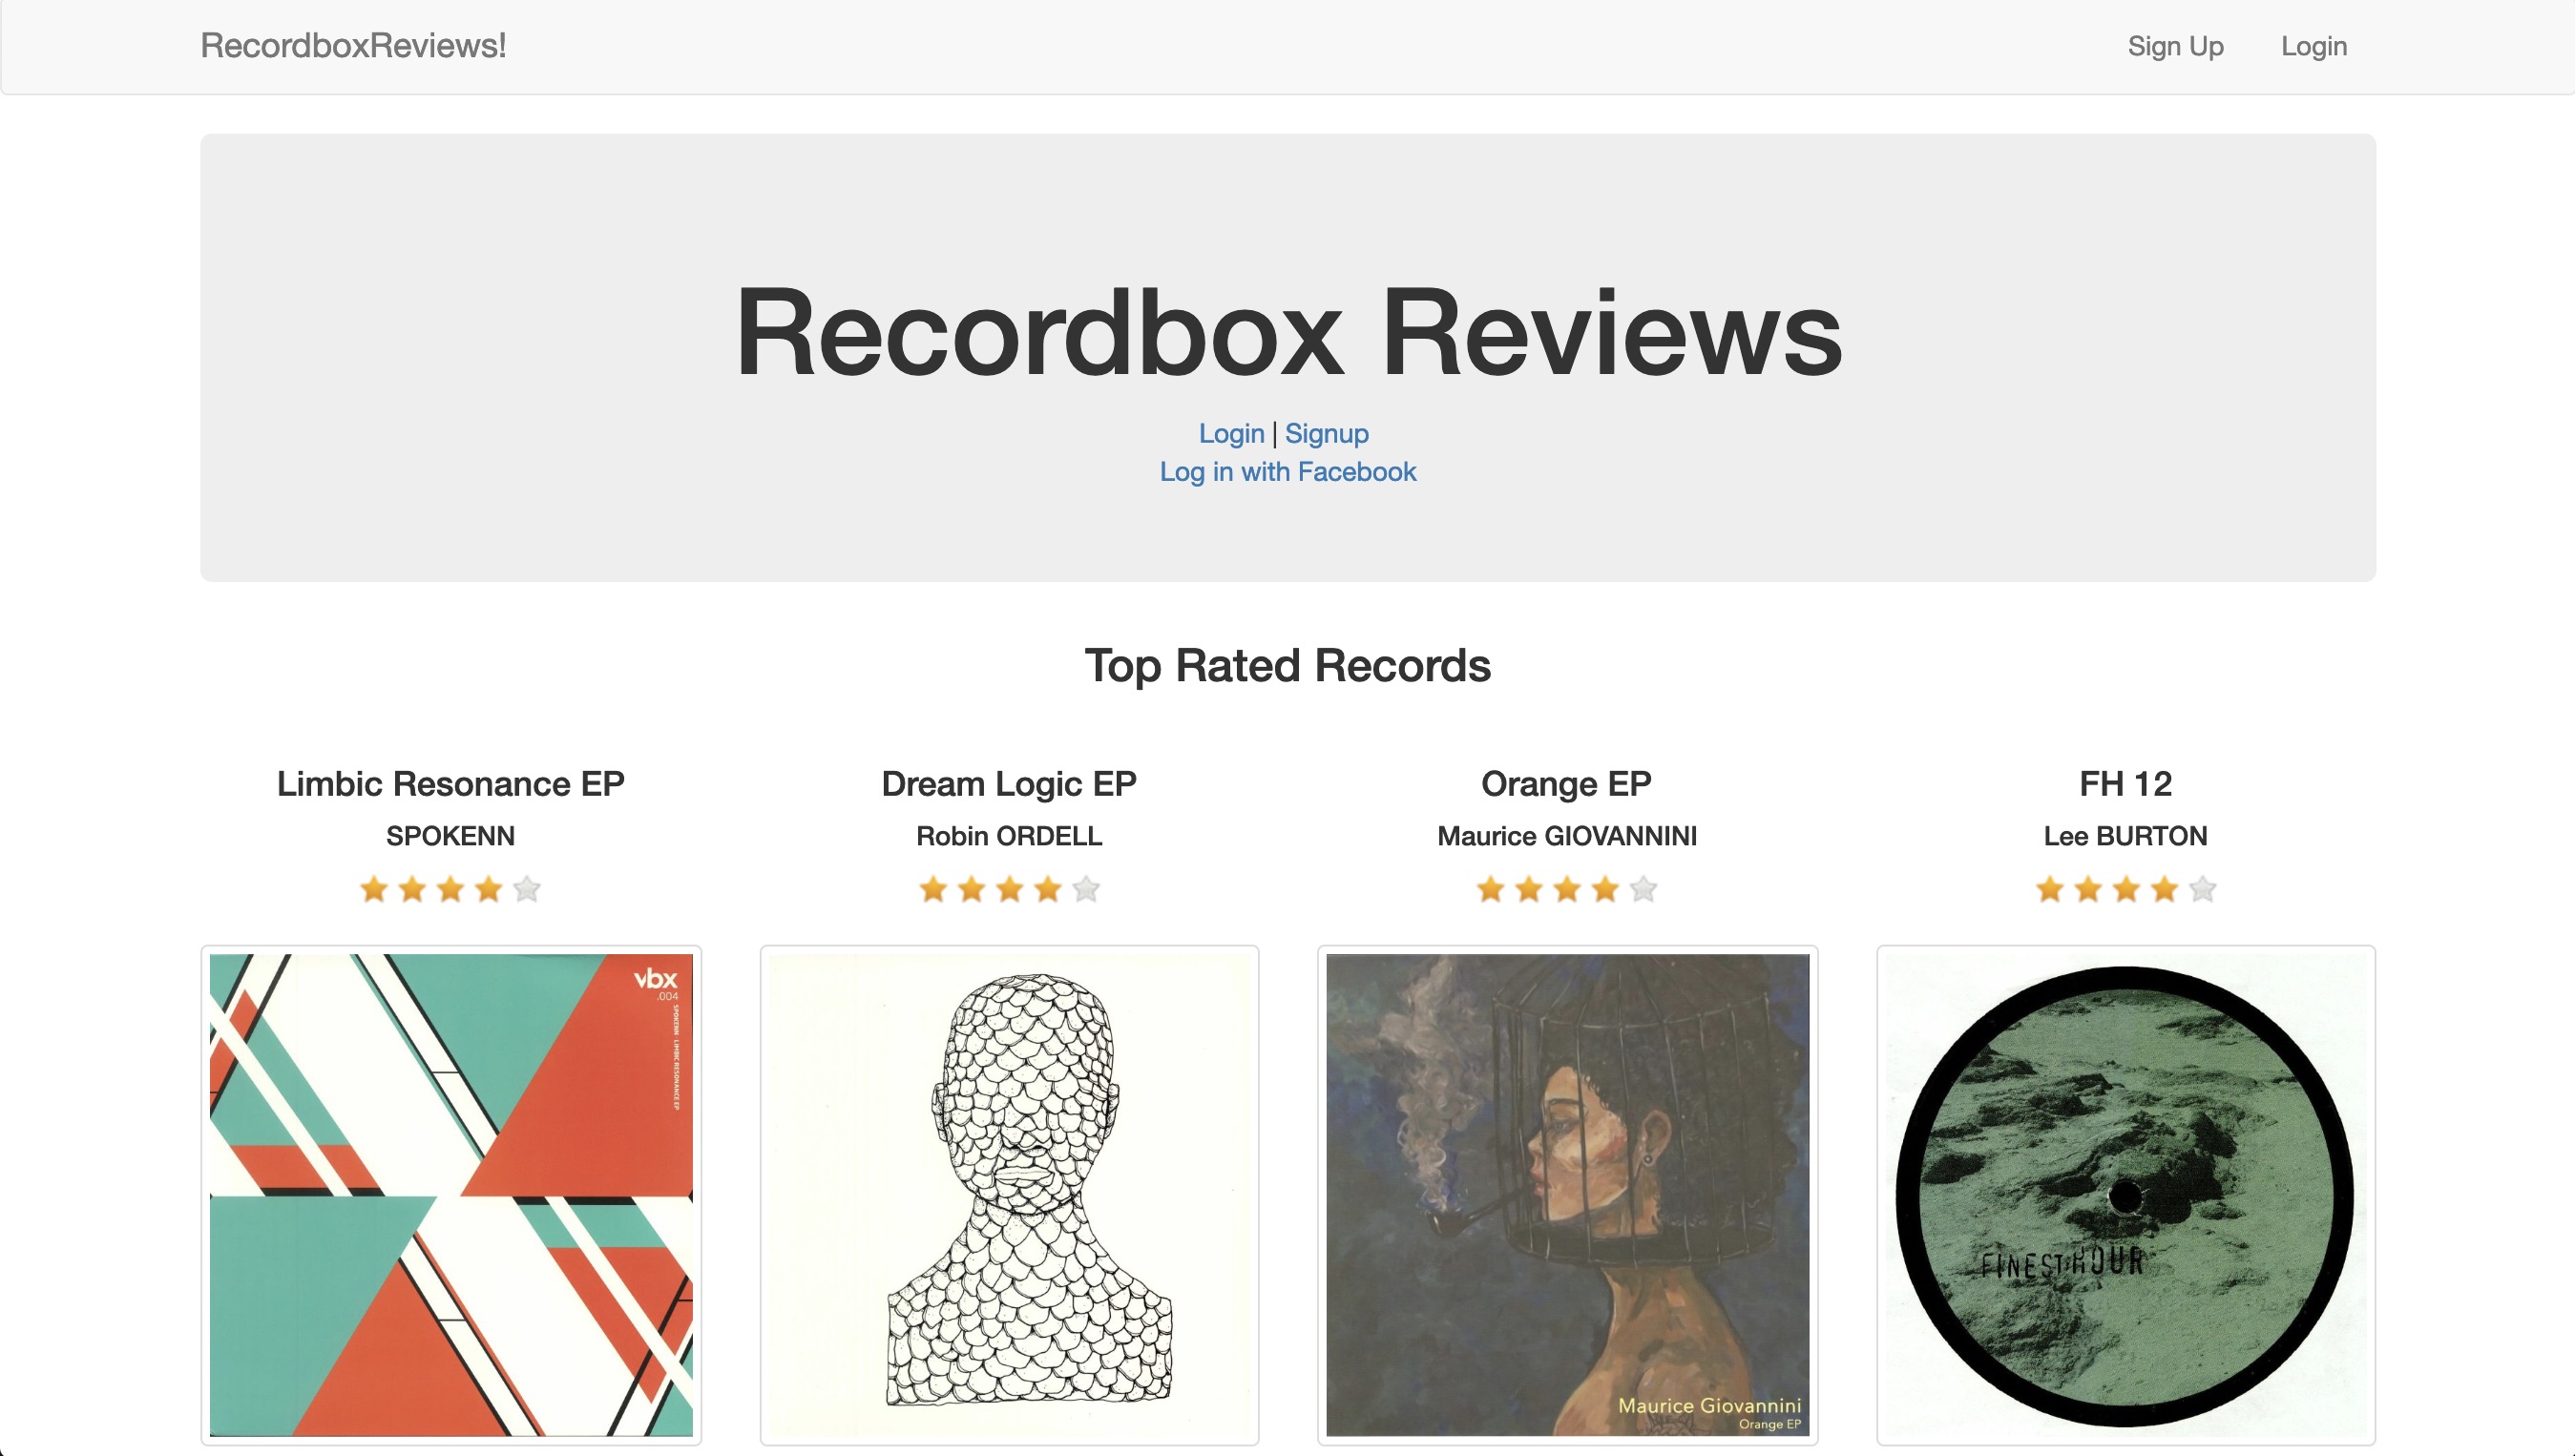 RecordboxReviews!
Sign Up
Login
Recordbox Reviews
Login | Signup
Log in with Facebook
Top Rated Records
Limbic Resonance EP
SPOKENN
Dream Logic EP
Robin ORDELL
Orange EP
Maurice GIOVANNINI
FH 12
Lee BURTON
vbx
.004
SPOKENN · LIMBIC RESONANCE EP
Maurice Giovannini
Orange EP
FINEST HOUR